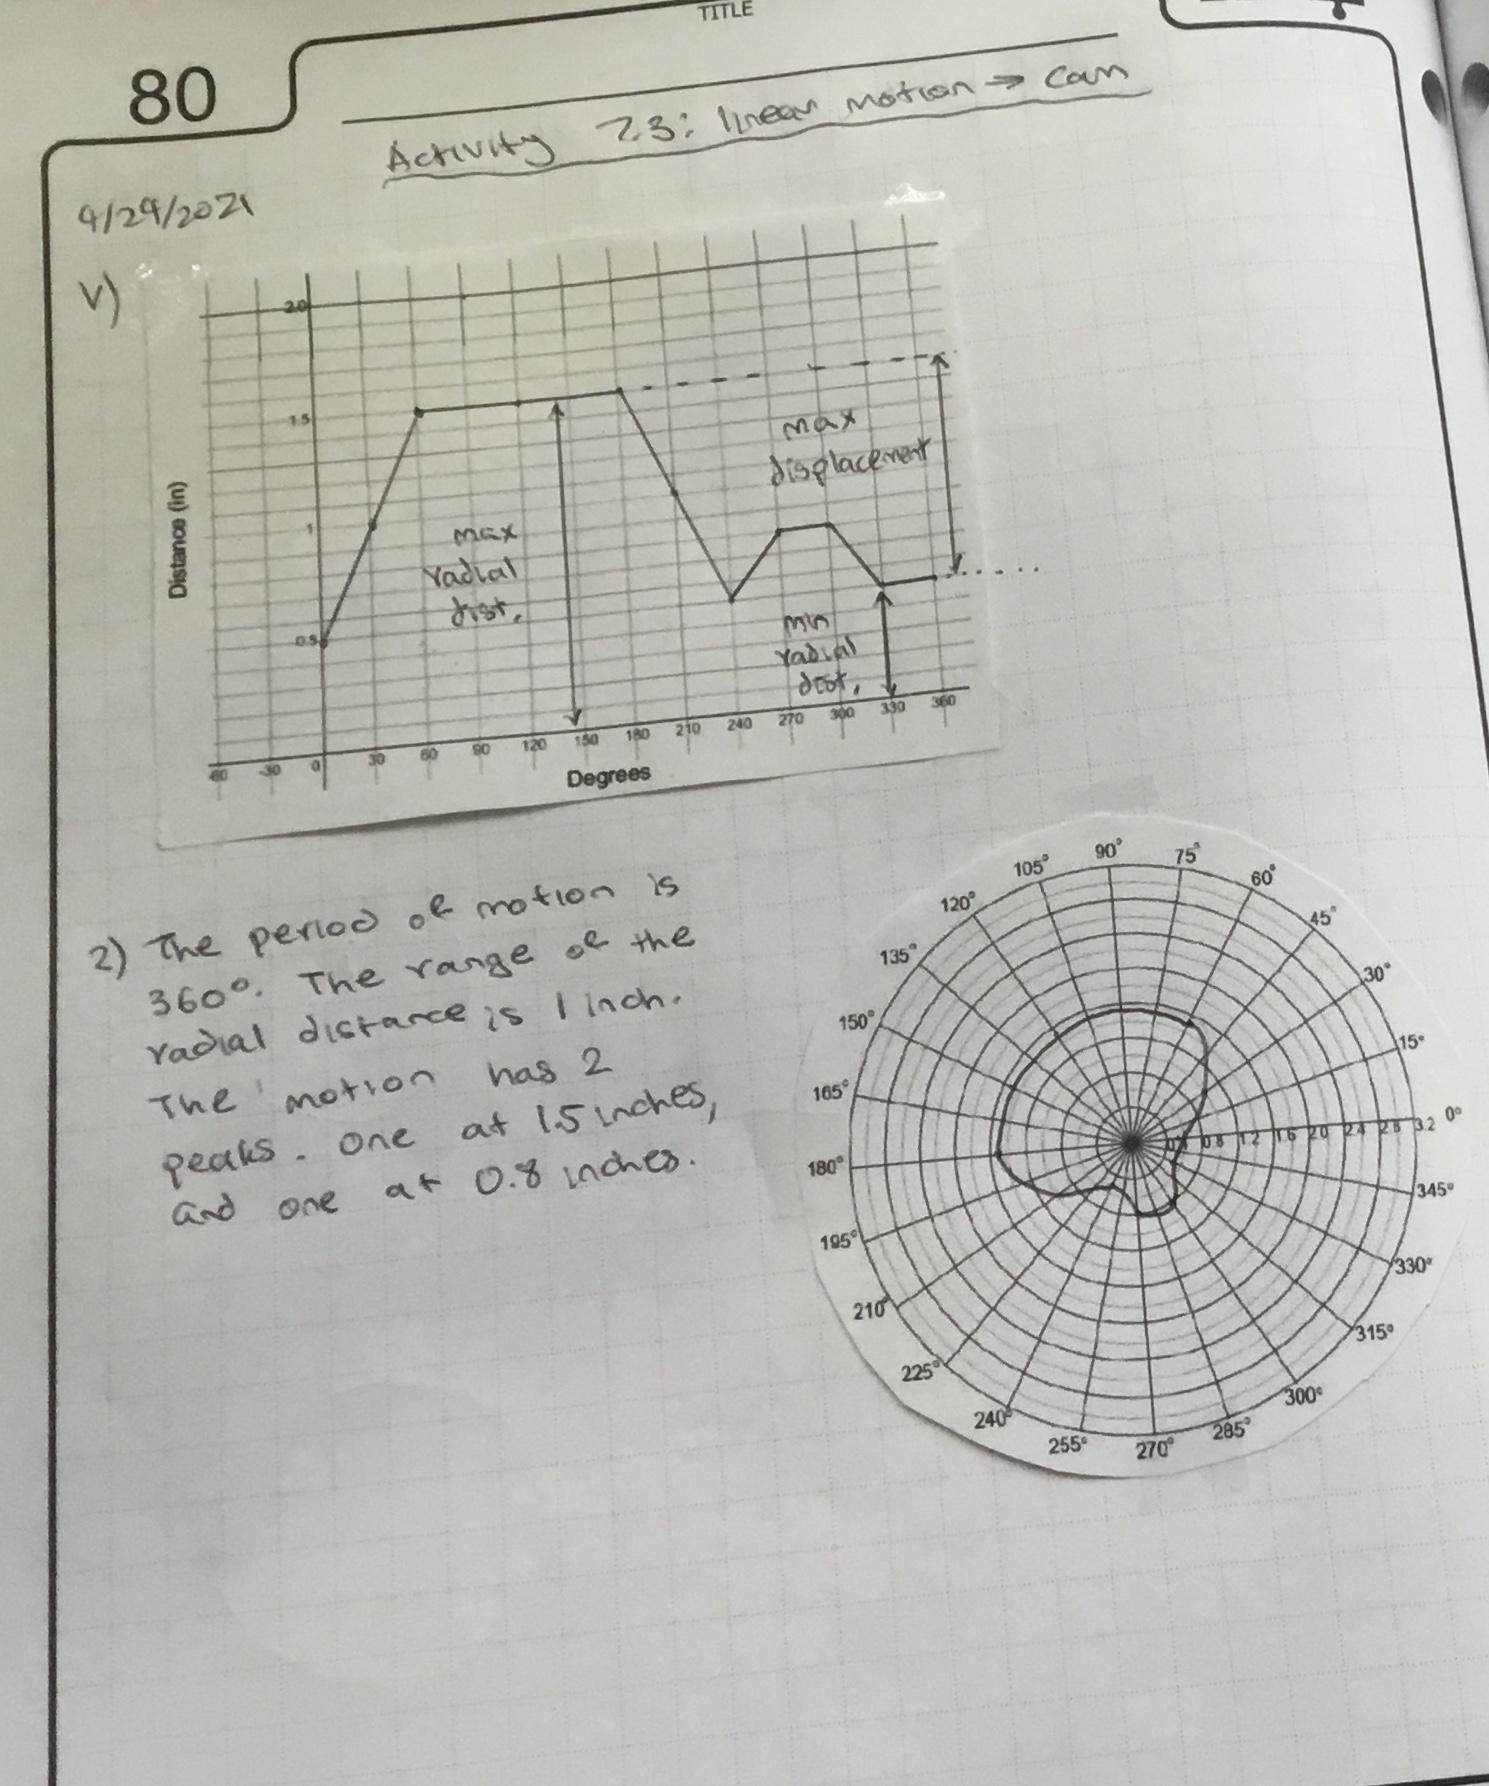 TITLE
80
Activity 7.3: linear motion → cam
4/29/2021
1)
2.0
1.5
1
0.5
Distance (in)
max
radial
dist.
max
displacement
min
radial
dist.
-60 -30 0 30 60 90 120 150 180 210 240 270 300 330 360
Degrees
2) The period of motion is
360°. The range of the
radial distance is 1 inch.
The motion has 2
peaks. One at 1.5 inches,
and one at 0.8 inches.
90°
105° 75°
120° 60°
135° 45°
150° 30°
165° 15°
180° 0.4 0.8 1.2 1.6 2.0 2.4 2.8 3.2 0°
195° 345°
210° 330°
225° 315°
240° 300°
255° 285°
270°